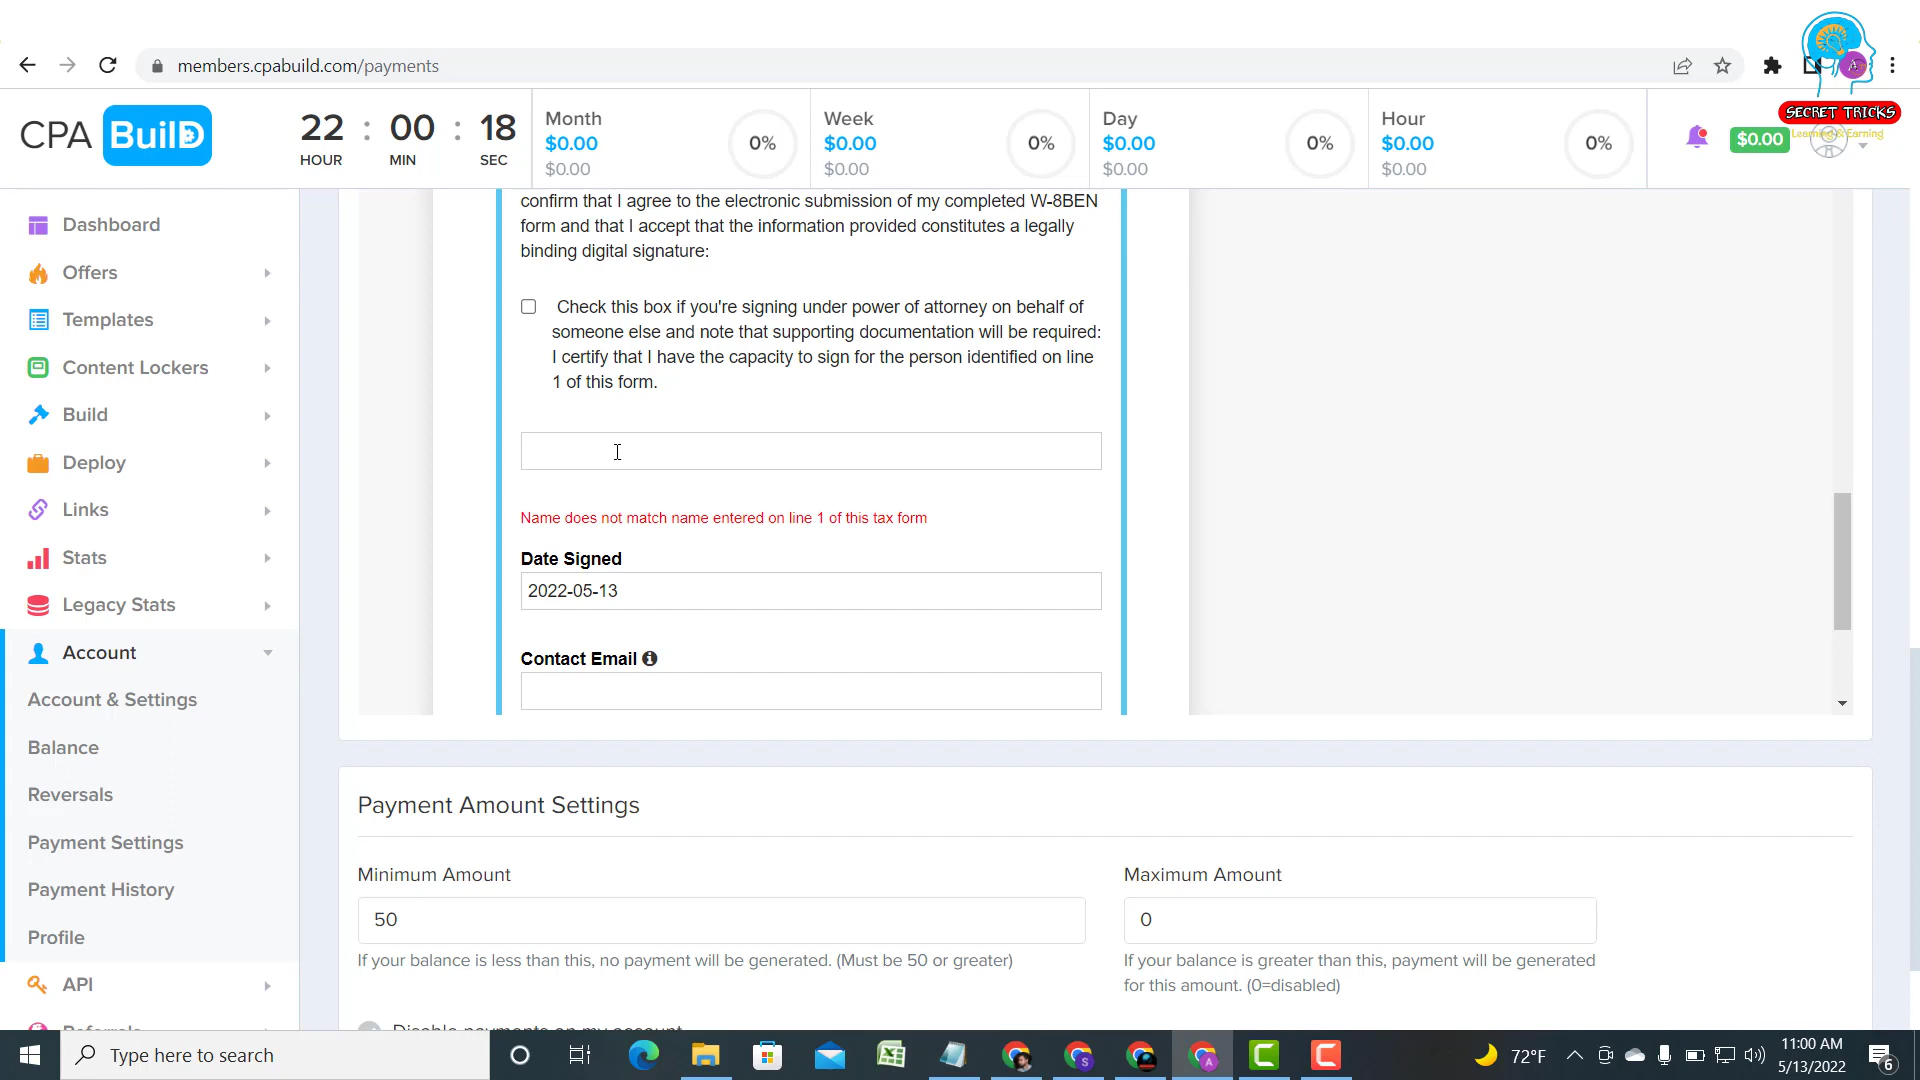 members.cpabuild.com/payments
SECRET TRICKS
Learning & Earning
CPA BuilD
22 : 00 : 18
HOUR MIN SEC
Month
$0.00
$0.00
0%
Week
$0.00
$0.00
0%
Day
$0.00
$0.00
0%
Hour
$0.00
$0.00
0%
$0.00
Dashboard
Offers
Templates
Content Lockers
Build
Deploy
Links
Stats
Legacy Stats
Account
Account & Settings
Balance
Reversals
Payment Settings
Payment History
Profile
API
Referrals
confirm that I agree to the electronic submission of my completed W-8BEN
form and that I accept that the information provided constitutes a legally
binding digital signature:
Check this box if you're signing under power of attorney on behalf of
someone else and note that supporting documentation will be required:
I certify that I have the capacity to sign for the person identified on line
1 of this form.
Name does not match name entered on line 1 of this tax form
Date Signed
2022-05-13
Contact Email
Payment Amount Settings
Minimum Amount
50
If your balance is less than this, no payment will be generated. (Must be 50 or greater)
Maximum Amount
0
If your balance is greater than this, payment will be generated
for this amount. (0=disabled)
Disable payments on my account
Type here to search
72°F
11:00 AM
5/13/2022
6